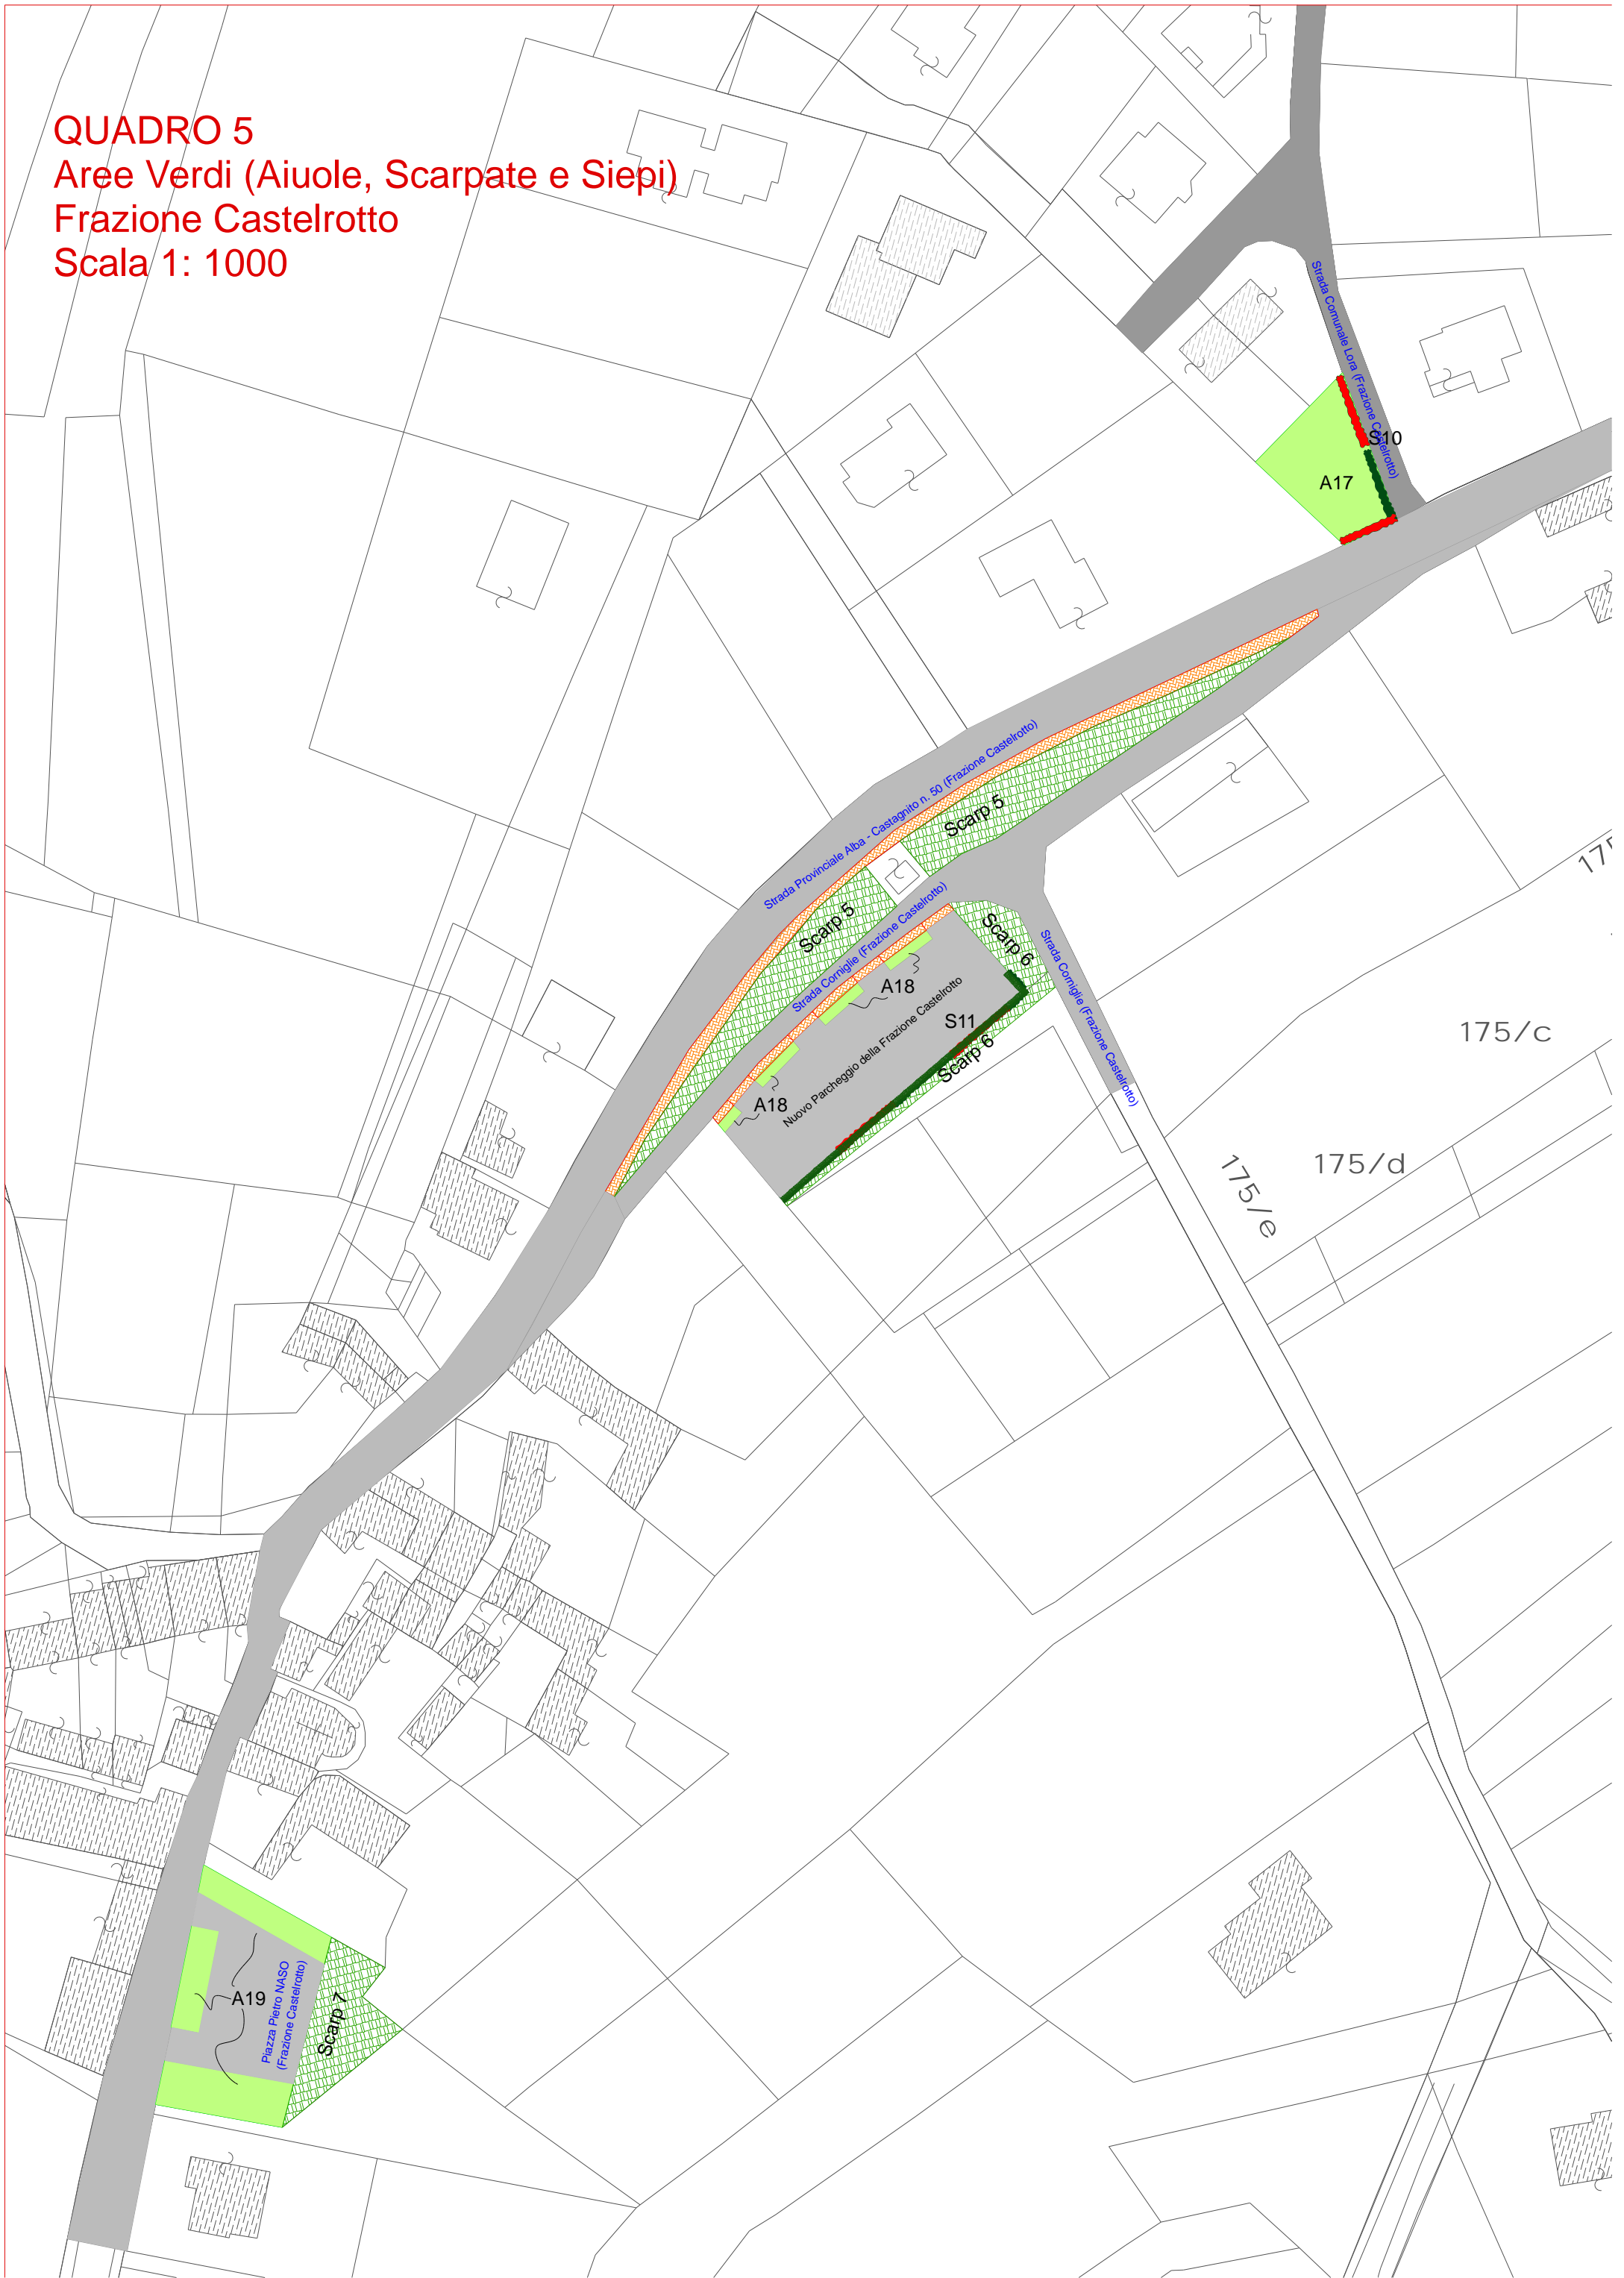 QUADRO 5
Aree Verdi (Aiuole, Scarpate e Siepi)
Frazione Castelrotto
Scala 1: 1000
Strada Comunale Lora (Frazione Castelrotto)
S10
A17
Strada Provinciale Alba - Castagnito n. 50 (Frazione Castelrotto)
Scarp 5
Scarp 5
Strada Corniglie (Frazione Castelrotto)
Scarp 6
Strada Corniglie (Frazione Castelrotto)
A18
Nuovo Parcheggio della Frazione Castelrotto
S11
Scarp 6
A18
175/c
175/d
175/e
A19
Piazza Pietro NASO
(Frazione Castelrotto)
Scarp 7